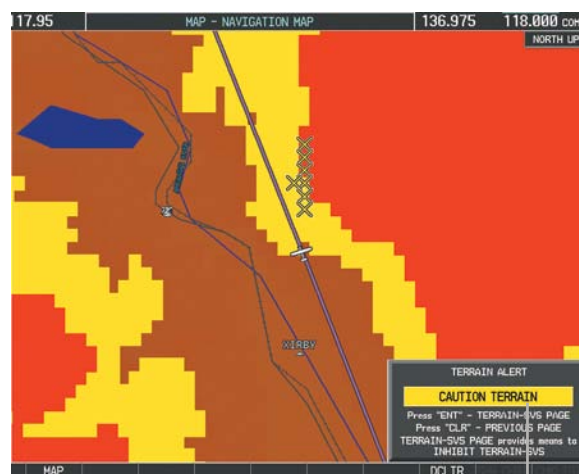 117.95 MAP – NAVIGATION MAP 136.975 118.000 COM
NORTH UP
KIRBY
TERRAIN ALERT
CAUTION TERRAIN
Press "ENT" – TERRAIN-SVS PAGE
Press "CLR" – PREVIOUS PAGE
TERRAIN-SVS PAGE provides means to
INHIBIT TERRAIN-SVS
MAP DCLTR